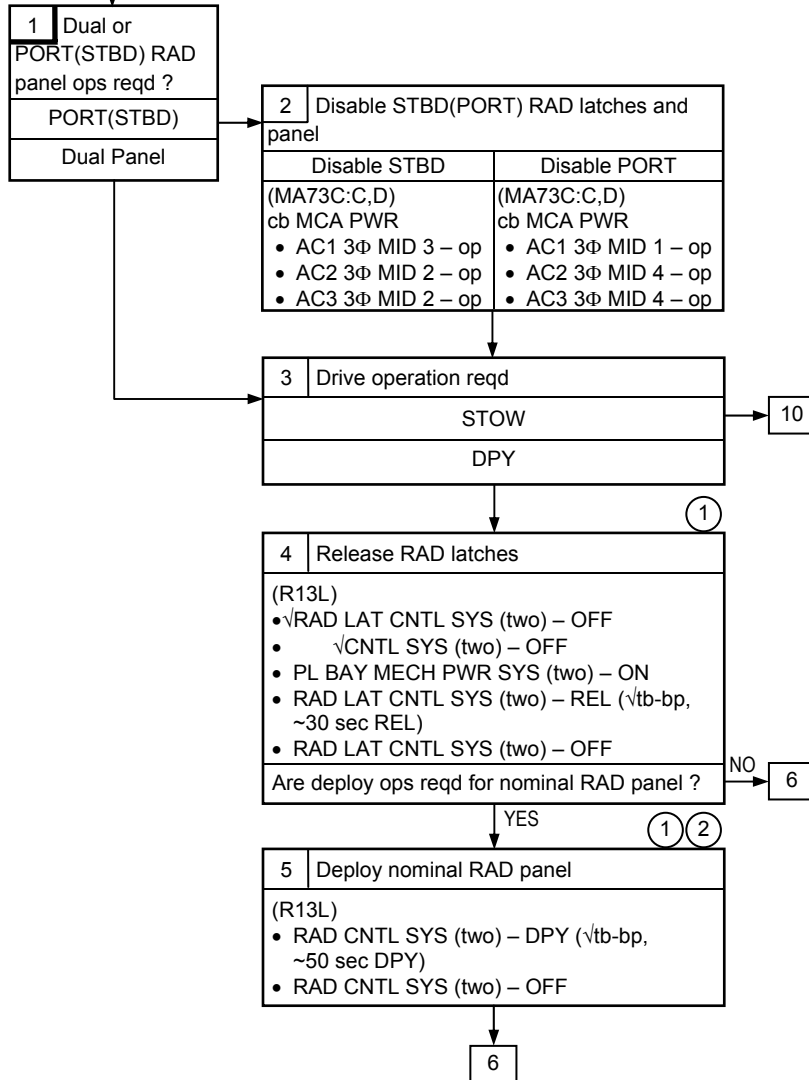 1 Dual or
PORT(STBD) RAD
panel ops reqd ?
PORT(STBD)
Dual Panel
2 Disable STBD(PORT) RAD latches and
panel
Disable STBD
(MA73C:C,D)
cb MCA PWR
• AC1 3Φ MID 3 – op
• AC2 3Φ MID 2 – op
• AC3 3Φ MID 2 – op
Disable PORT
(MA73C:C,D)
cb MCA PWR
• AC1 3Φ MID 1 – op
• AC2 3Φ MID 4 – op
• AC3 3Φ MID 4 – op
3 Drive operation reqd
STOW
10
DPY
1
4 Release RAD latches
(R13L)
•√RAD LAT CNTL SYS (two) – OFF
• √CNTL SYS (two) – OFF
• PL BAY MECH PWR SYS (two) – ON
• RAD LAT CNTL SYS (two) – REL (√tb-bp,
~30 sec REL)
• RAD LAT CNTL SYS (two) – OFF
Are deploy ops reqd for nominal RAD panel ?
NO
6
YES
1 2
5 Deploy nominal RAD panel
(R13L)
• RAD CNTL SYS (two) – DPY (√tb-bp,
~50 sec DPY)
• RAD CNTL SYS (two) – OFF
6